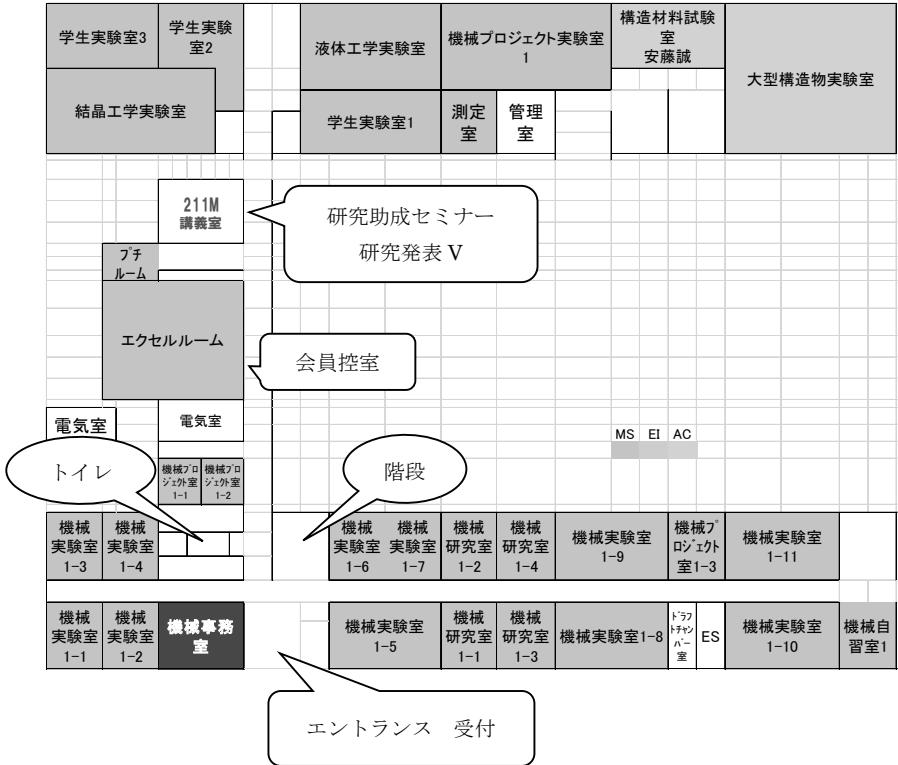 学生実験室3
学生実験
室2
液体工学実験室
機械プロジェクト実験室
1
構造材料試験
室
安藤誠
大型構造物実験室
結晶工学実験室
学生実験室1
測定
室
管理
室
211M
講義室
研究助成セミナー
研究発表 V
プチ
ルーム
エクセルルーム
会員控室
電気室
電気室
MS EI AC
トイレ
機械プロ
ジェクト室
1-1
機械プロ
ジェクト室
1-2
階段
機械
実験室
1-3
機械
実験室
1-4
機械
実験室
1-6
機械
実験室
1-7
機械
研究室
1-2
機械
研究室
1-4
機械実験室
1-9
機械プ
ロジェクト
室1-3
機械実験室
1-11
機械
実験室
1-1
機械
実験室
1-2
機械事務
室
機械実験室
1-5
機械
研究室
1-1
機械
研究室
1-3
機械実験室1-8
ドラフ
トチャン
バー
室
ES
機械実験室
1-10
機械自
習室1
エントランス 受付